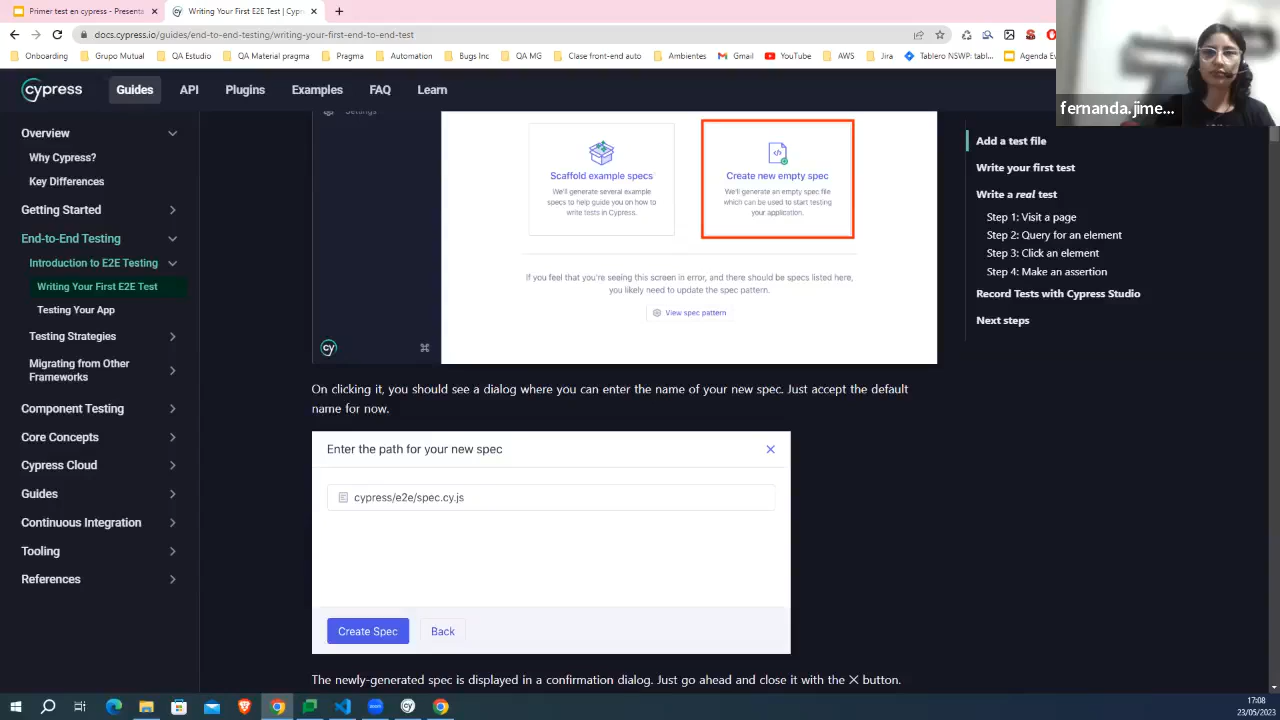 Primera presentación - Presenta
Writing Your First E2E Test | Cy
docs.cypress.io/guides/end-to-end-testing/writing-your-first-end-to-end-test
Onboarding
Grupo Mutual
QA Estudio
QA Material pragma
Pragma
Automation
Bugs Inc
QA MG
Clase front-end auto
Ambientes
Gmail
YouTube
AWS
Jira
Tablero NSWP: tabl...
Agenda Ev
fernanda.jime...
cypress
Guides
API
Plugins
Examples
FAQ
Learn
Overview
Why Cypress?
Key Differences
Getting Started
End-to-End Testing
Introduction to E2E Testing
Writing Your First E2E Test
Testing Your App
Testing Strategies
Migrating from Other
Frameworks
Component Testing
Core Concepts
Cypress Cloud
Guides
Continuous Integration
Tooling
References
Settings
Scaffold example specs
We'll generate several example
specs to help guide you on how to
write tests in Cypress.
Create new empty spec
We'll generate an empty spec file
which can be used to start testing
your application.
If you feel that you're seeing this screen in error, and there should be specs listed here,
you likely need to update the spec pattern.
View spec pattern
cy
On clicking it, you should see a dialog where you can enter the name of your new spec. Just accept the default
name for now.
Enter the path for your new spec
cypress/e2e/spec.cy.js
Create Spec
Back
The newly-generated spec is displayed in a confirmation dialog. Just go ahead and close it with the ✕ button.
Add a test file
Write your first test
Write a real test
Step 1: Visit a page
Step 2: Query for an element
Step 3: Click an element
Step 4: Make an assertion
Record Tests with Cypress Studio
Next steps
17:08
23/05/2023